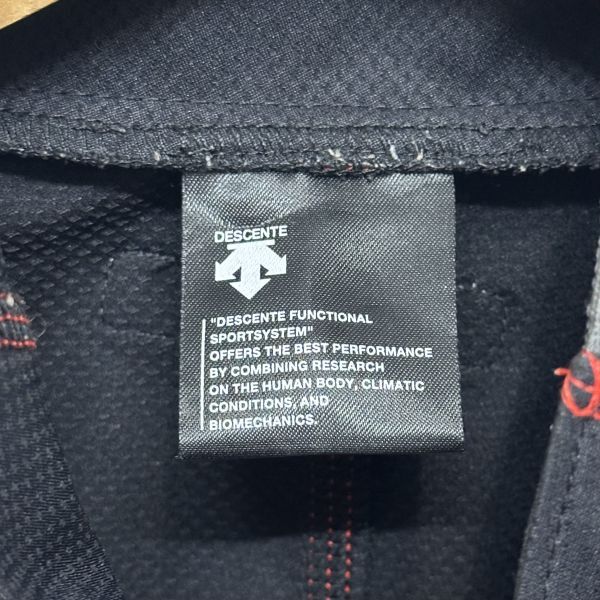 DESCENTE
"DESCENTE FUNCTIONAL
SPORTSYSTEM"
OFFERS THE BEST PERFORMANCE
BY COMBINING RESEARCH
ON THE HUMAN BODY, CLIMATIC
CONDITIONS, AND
BIOMECHANICS.